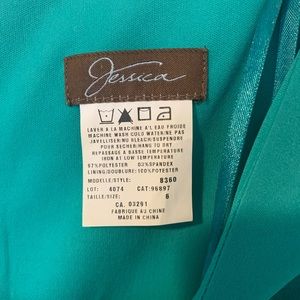 Jessica
LAVER A LA MACHINE A'L EAU FROIDE
MACHINE WASH COLD WATER/NE PAS
JAVELLISER/NO BLEACH/SUSPENDRE
POUR SECHER/HANG TO DRY
REPASSAGE A BASSE TEMPERATURE
IRON AT LOW TEMPERATURE
97%POLYESTER 03%SPANDEX
LINING/DOUBLURE:100%POLYESTER
MODELLE/STYLE: 8360
LOT: 4074 CAT:96897
TAILLE/SIZE: 6
CA. 03291
FABRIQUE AU CHINE
MADE IN CHINA